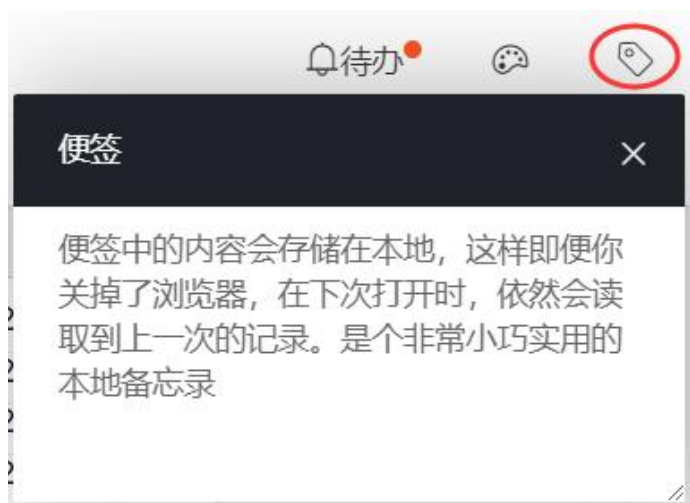 待办
便签
便签中的内容会存储在本地，这样即便你
关掉了浏览器，在下次打开时，依然会读
取到上一次的记录。是个非常小巧实用的
本地备忘录